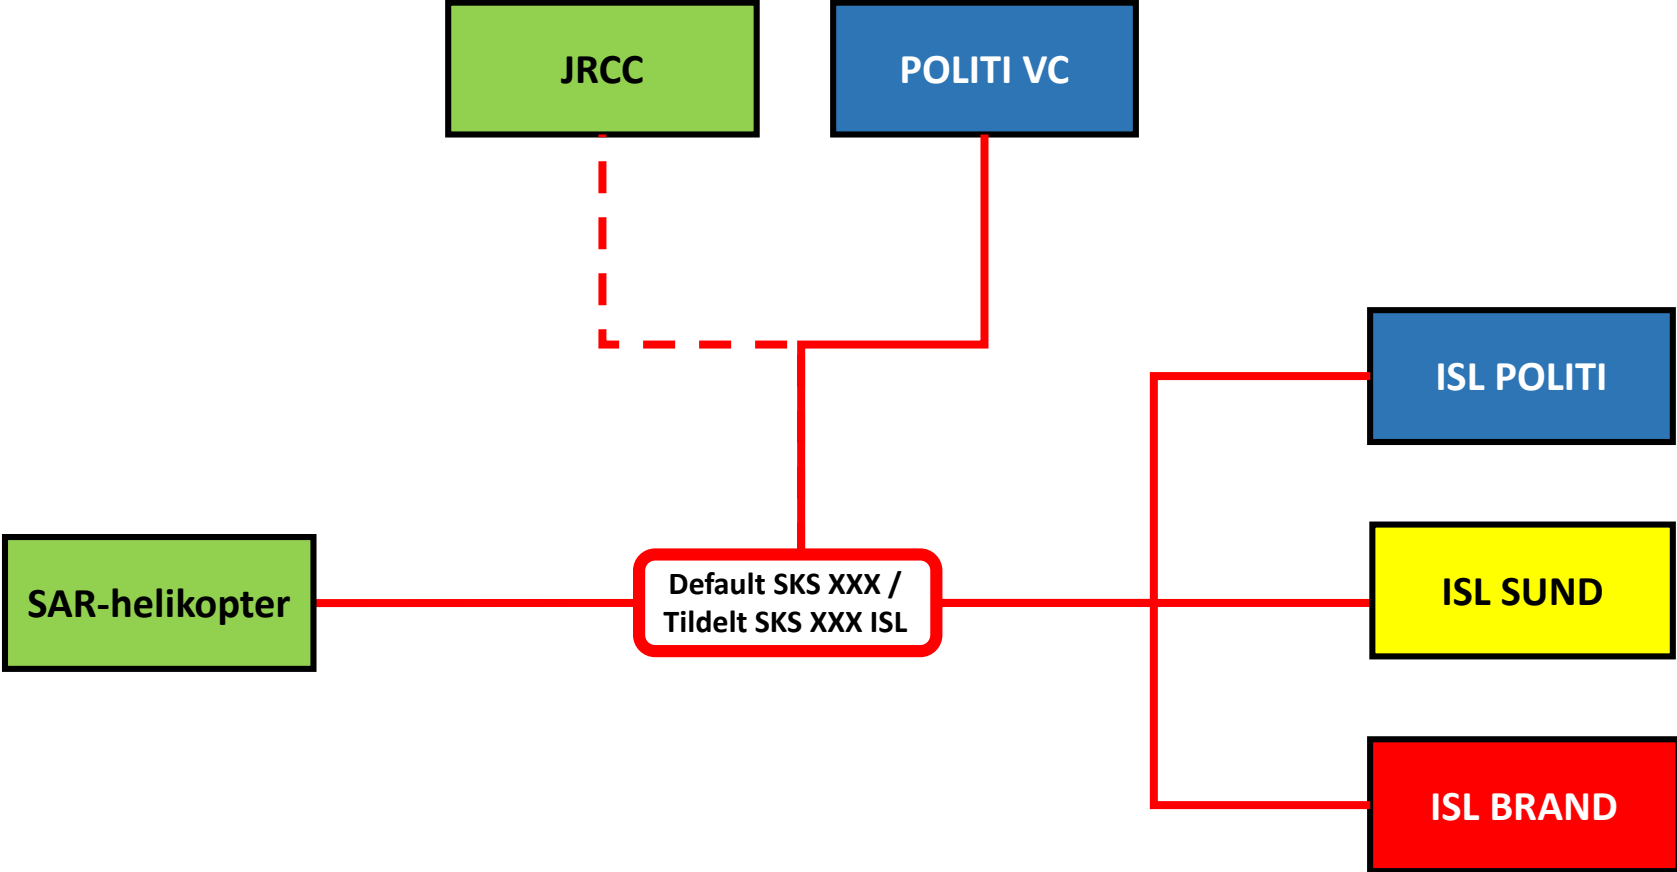 JRCC
POLITI VC
ISL POLITI
SAR-helikopter
Default SKS XXX /
Tildelt SKS XXX ISL
ISL SUND
ISL BRAND